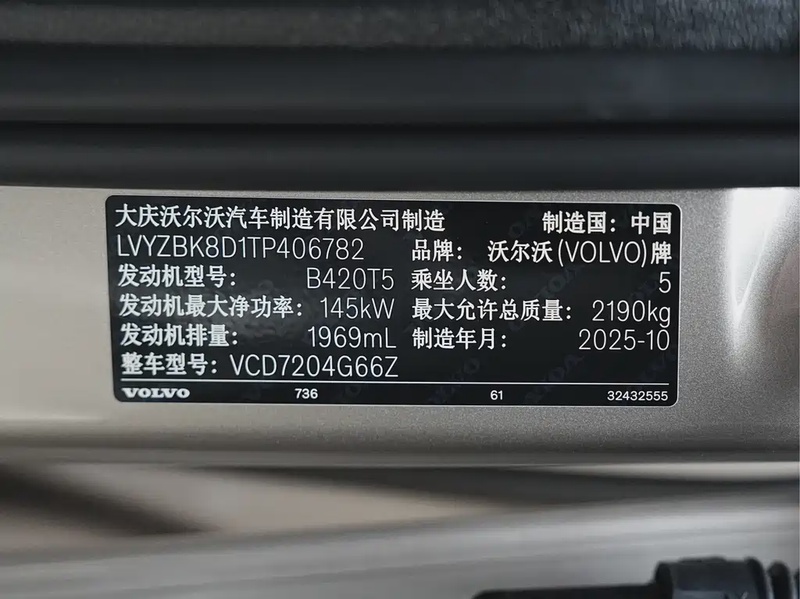 大庆沃尔沃汽车制造有限公司制造 制造国：中国
LVYZBK8D1TP406782 品牌：沃尔沃(VOLVO)牌
发动机型号：B420T5 乘坐人数：5
发动机最大净功率：145kW 最大允许总质量：2190kg
发动机排量：1969mL 制造年月：2025-10
整车型号：VCD7204G66Z
VOLVO 736 61 32432555